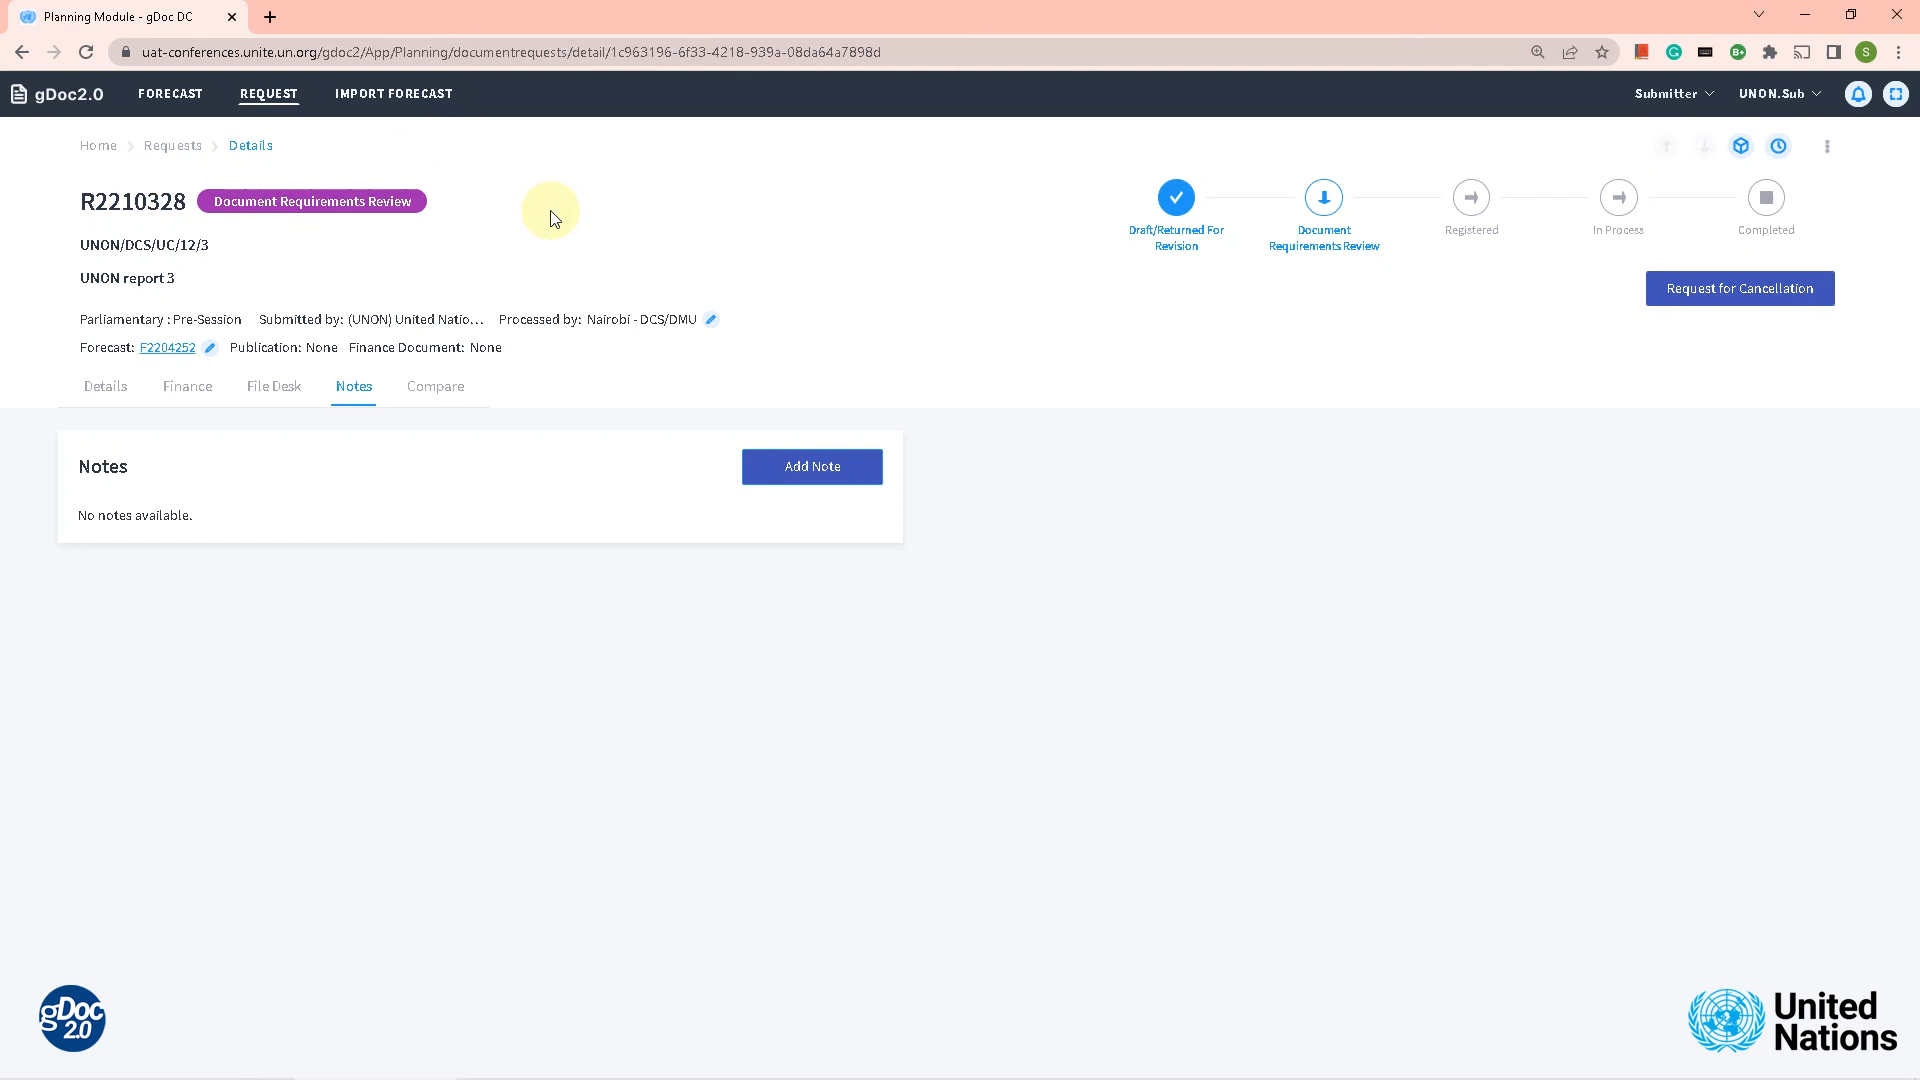 Planning Module - gDoc DC
uat-conferences.unite.un.org/gdoc2/App/Planning/documentrequests/detail/1c963196-6f33-4218-939a-08da64a7898d
S
gDoc2.0 FORECAST REQUEST IMPORT FORECAST Submitter UNON.Sub
Home Requests Details
R2210328 Document Requirements Review
UNON/DCS/UC/12/3
UNON report 3
Draft/Returned For Revision
Document Requirements Review
Registered
In Process
Completed
Request for Cancellation
Parliamentary : Pre-Session Submitted by: (UNON) United Natio... Processed by: Nairobi - DCS/DMU
Forecast: F2204252 Publication: None Finance Document: None
Details Finance File Desk Notes Compare
Notes Add Note
No notes available.
gDoc 2.0
United
Nations